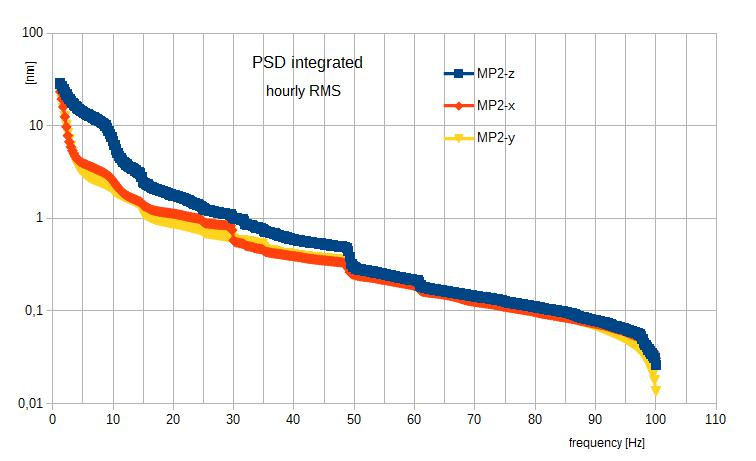 100
[nm]
10
1
0,1
0,01
PSD integrated
hourly RMS
MP2-z
MP2-x
MP2-y
0 10 20 30 40 50 60 70 80 90 100 110
frequency [Hz]